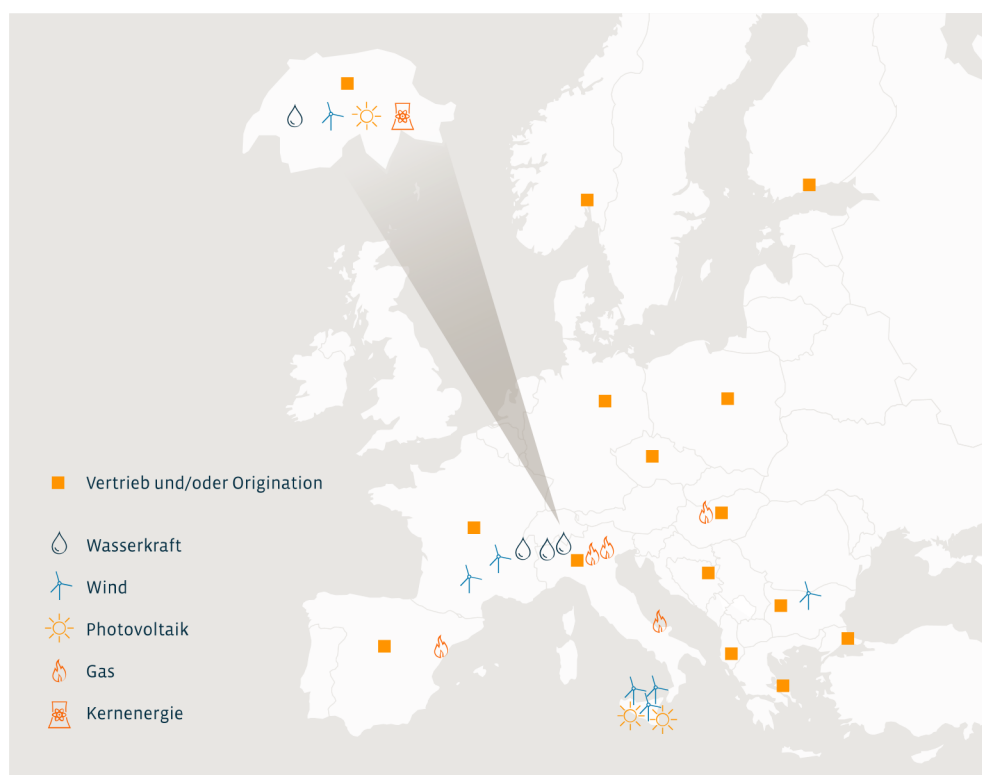 Vertrieb und/oder Origination
Wasserkraft
Wind
Photovoltaik
Gas
Kernenergie